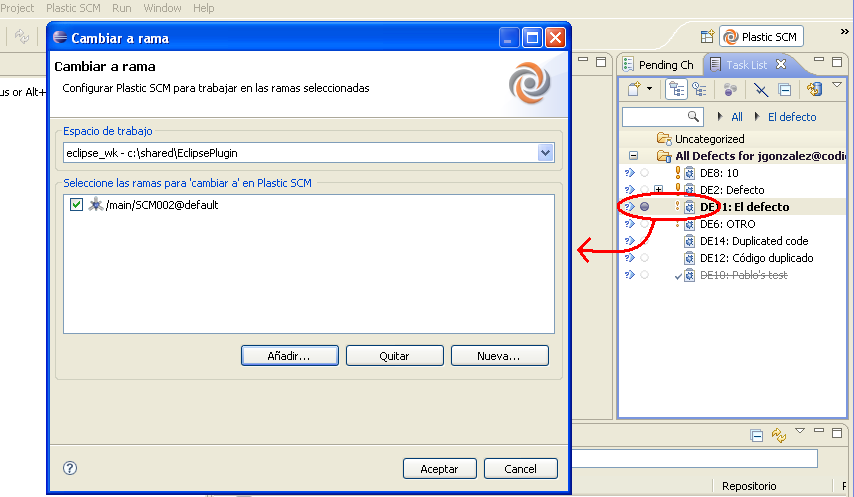 Project Plastic SCM Run Window Help
Plastic SCM
us or Alt+
Cambiar a rama
Cambiar a rama
Configurar Plastic SCM para trabajar en las ramas seleccionadas
Espacio de trabajo
eclipse_wk - c:\shared\EclipsePlugin
Seleccione las ramas para 'cambiar a' en Plastic SCM
/main/SCM002@default
Añadir...
Quitar
Nueva...
?
Aceptar
Cancel
Pending Ch
Task List
All
El defecto
Uncategorized
All Defects for jgonzalez@codic
DE8: 10
DE2: Defecto
: El defecto
DE6: OTRO
DE14: Duplicated code
DE12: Código duplicado
DE10: Pablo's test
Repositorio